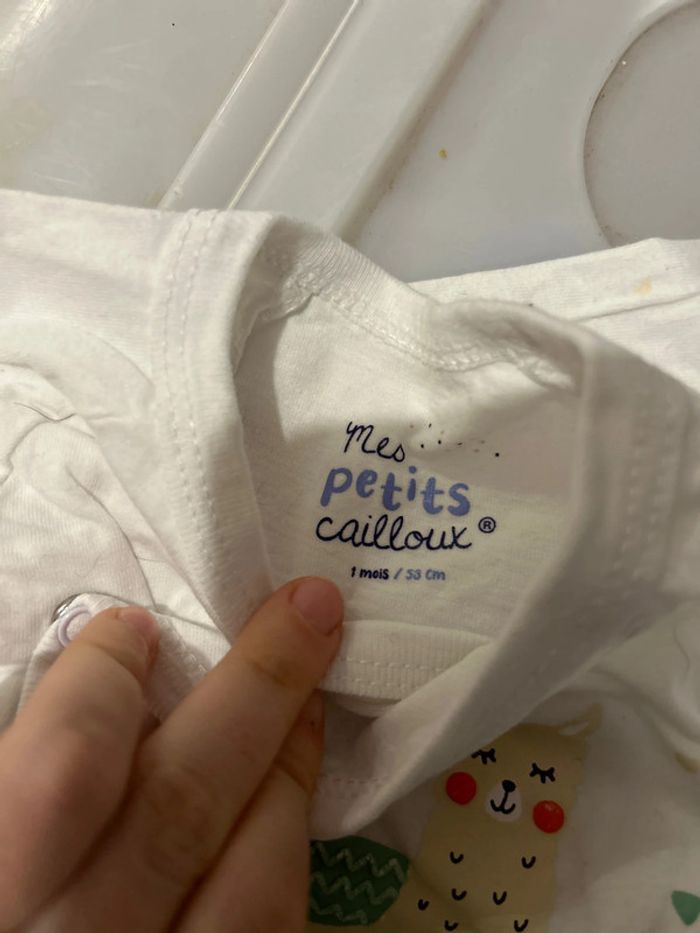 Mes
petits
cailloux®
1 mois / 53 cm